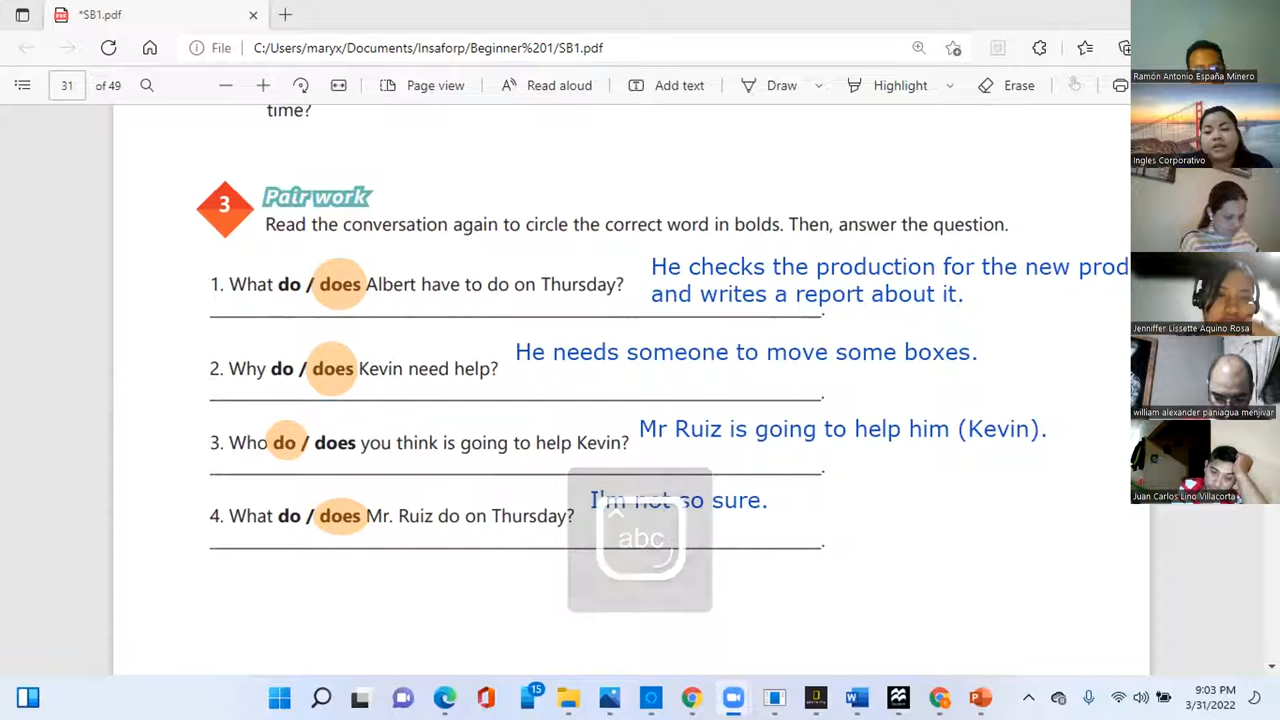 *SB1.pdf
File C:/Users/maryx/Documents/Insaforp/Beginner%201/SB1.pdf
31 of 49 Page view Read aloud Add text Draw Highlight Erase
time?
3 Pair work
Read the conversation again to circle the correct word in bolds. Then, answer the question.
1. What do / does Albert have to do on Thursday?
He checks the production for the new prod
and writes a report about it.
2. Why do / does Kevin need help?
He needs someone to move some boxes.
3. Who do / does you think is going to help Kevin?
Mr Ruiz is going to help him (Kevin).
4. What do / does Mr. Ruiz do on Thursday?
I'm not so sure.
abc
Ramón Antonio España Minero
Ingles Corporativo
Jenniffer Lissette Aquino Rosa
william alexander paniagua menjivar
Juan Carlos Lino Villacorta
15
9:03 PM
3/31/2022